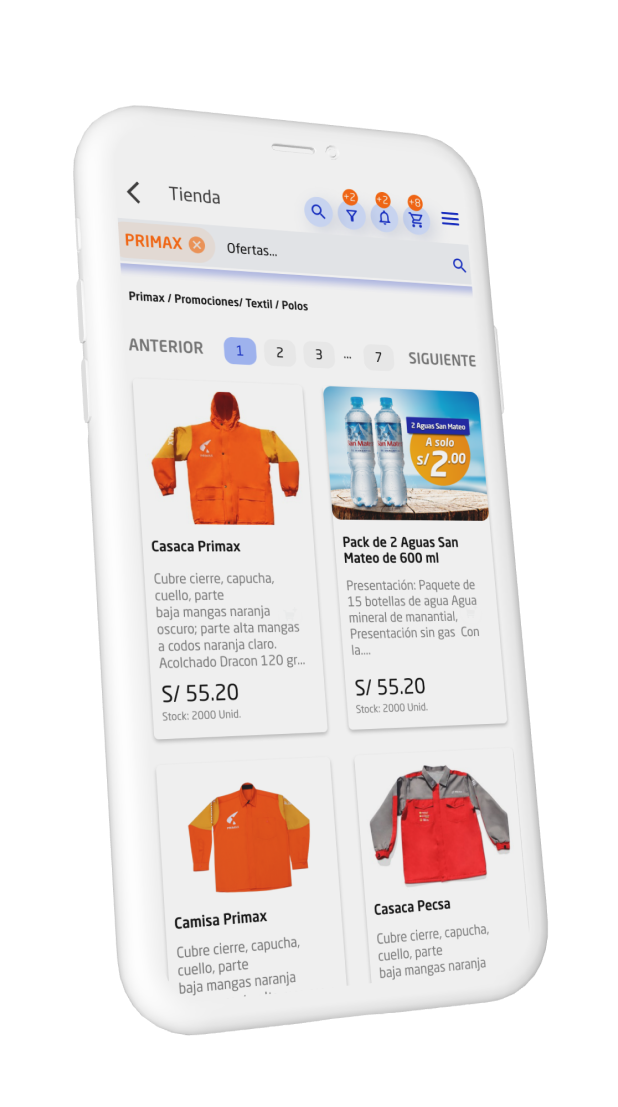 Tienda
+2
+2
+8
PRIMAX
Ofertas...
Primax / Promociones/ Textil / Polos
ANTERIOR 1 2 3 ... 7 SIGUIENTE
2 Aguas San Mateo
A solo
S/ 2.00
Casaca Primax
Cubre cierre, capucha,
cuello, parte
baja mangas naranja
oscuro; parte alta mangas
a codos naranja claro.
Acolchado Dracon 120 gr...
S/ 55.20
Stock: 2000 Unid.
Pack de 2 Aguas San
Mateo de 600 ml
Presentación: Paquete de
15 botellas de agua Agua
mineral de manantial,
Presentación sin gas Con
la....
S/ 55.20
Stock: 2000 Unid.
Camisa Primax
Cubre cierre, capucha,
cuello, parte
baja mangas naranja
Casaca Pecsa
Cubre cierre, capucha,
cuello, parte
baja mangas naranja